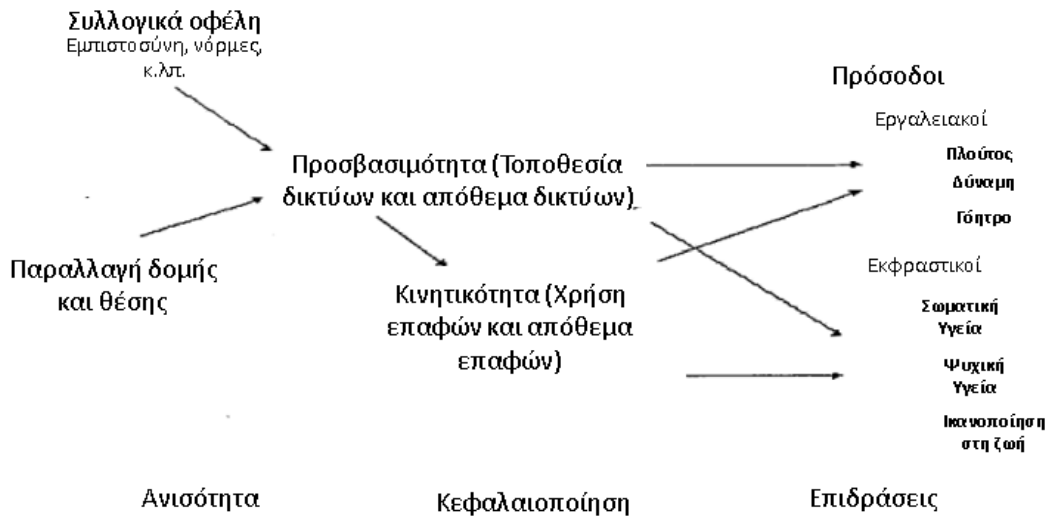 Συλλογικά οφέλη
Εμπιστοσύνη, νόρμες,
κ.λπ.
Πρόσοδοι
Εργαλειακοί
Πλούτος
Δύναμη
Γόητρο
Προσβασιμότητα (Τοποθεσία
δικτύων και απόθεμα δικτύων)
Παραλλαγή δομής
και θέσης
Κινητικότητα (Χρήση
επαφών και απόθεμα
επαφών)
Εκφραστικοί
Σωματική
Υγεία
Ψυχική
Υγεία
Ικανοποίηση
στη ζωή
Ανισότητα
Κεφαλαιοποίηση
Επιδράσεις